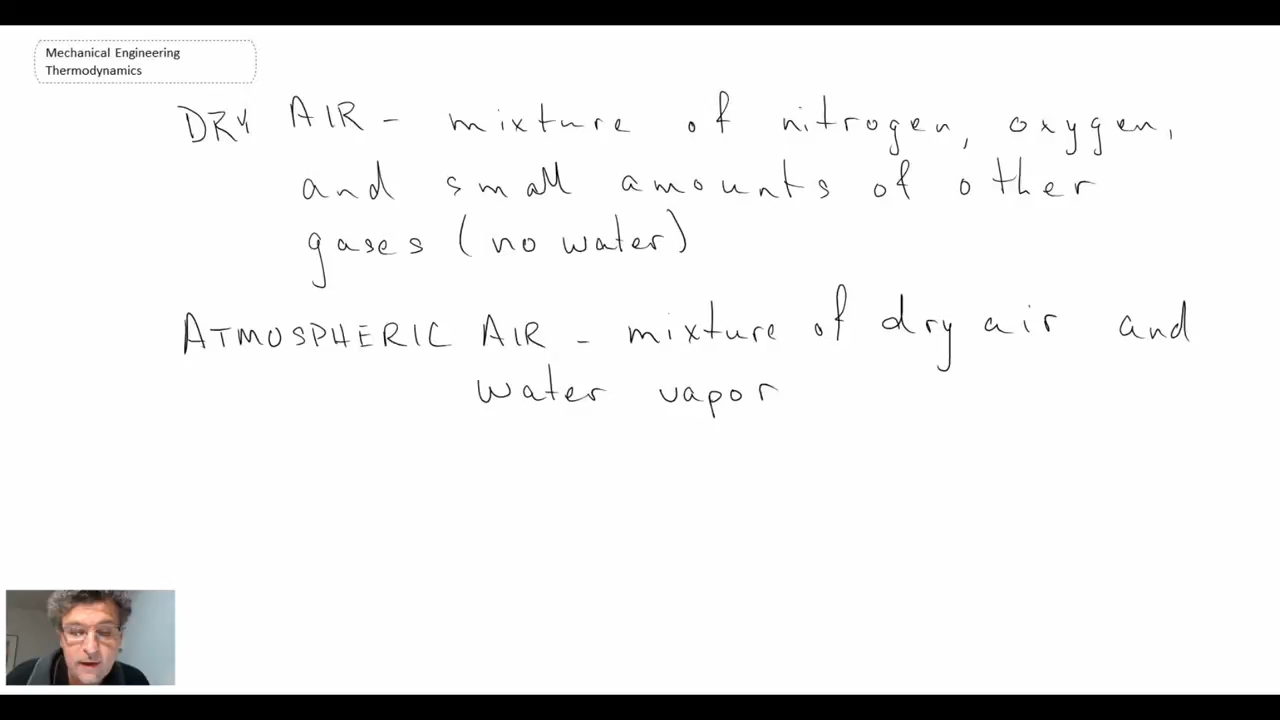 Mechanical Engineering
Thermodynamics
DRY AIR - mixture of nitrogen, oxygen,
and small amounts of other
gases (no water)
ATMOSPHERIC AIR - mixture of dry air and
water vapor